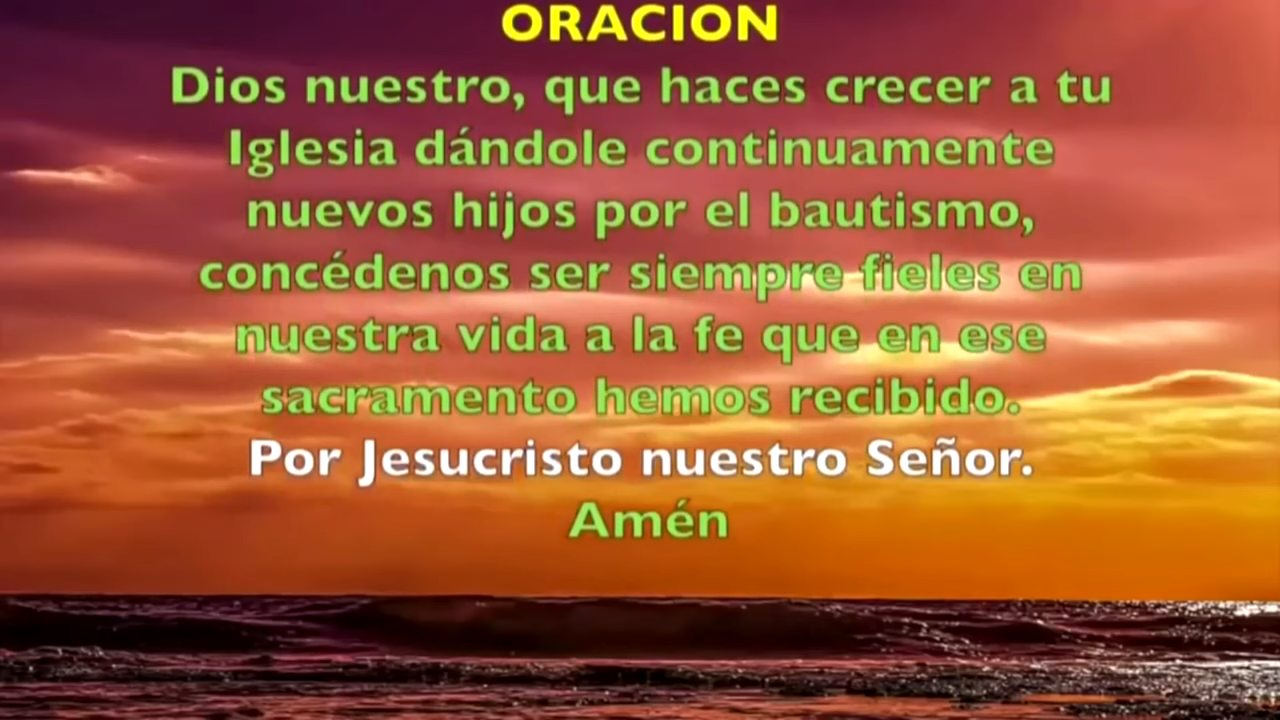 ORACION
Dios nuestro, que haces crecer a tu
Iglesia dándole continuamente
nuevos hijos por el bautismo,
concédenos ser siempre fieles en
nuestra vida a la fe que en ese
sacramento hemos recibido.
Por Jesucristo nuestro Señor.
Amén